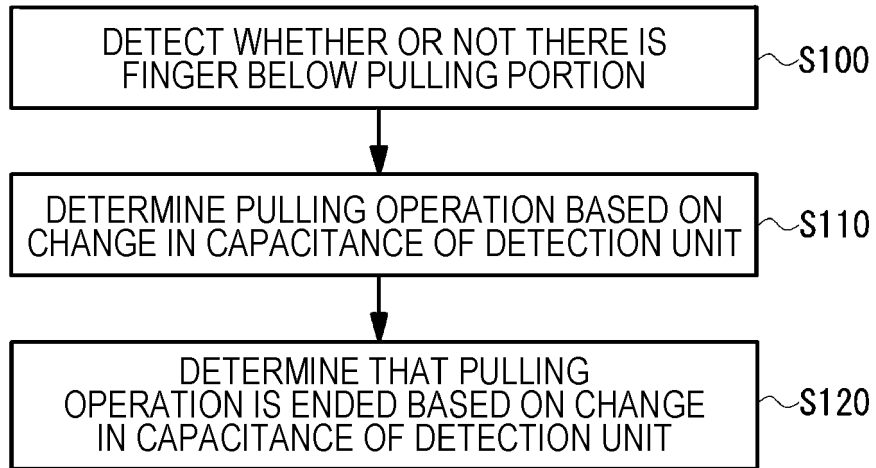 DETECT WHETHER OR NOT THERE IS
FINGER BELOW PULLING PORTION
S100
DETERMINE PULLING OPERATION BASED ON
CHANGE IN CAPACITANCE OF DETECTION UNIT
S110
DETERMINE THAT PULLING
OPERATION IS ENDED BASED ON CHANGE
IN CAPACITANCE OF DETECTION UNIT
S120